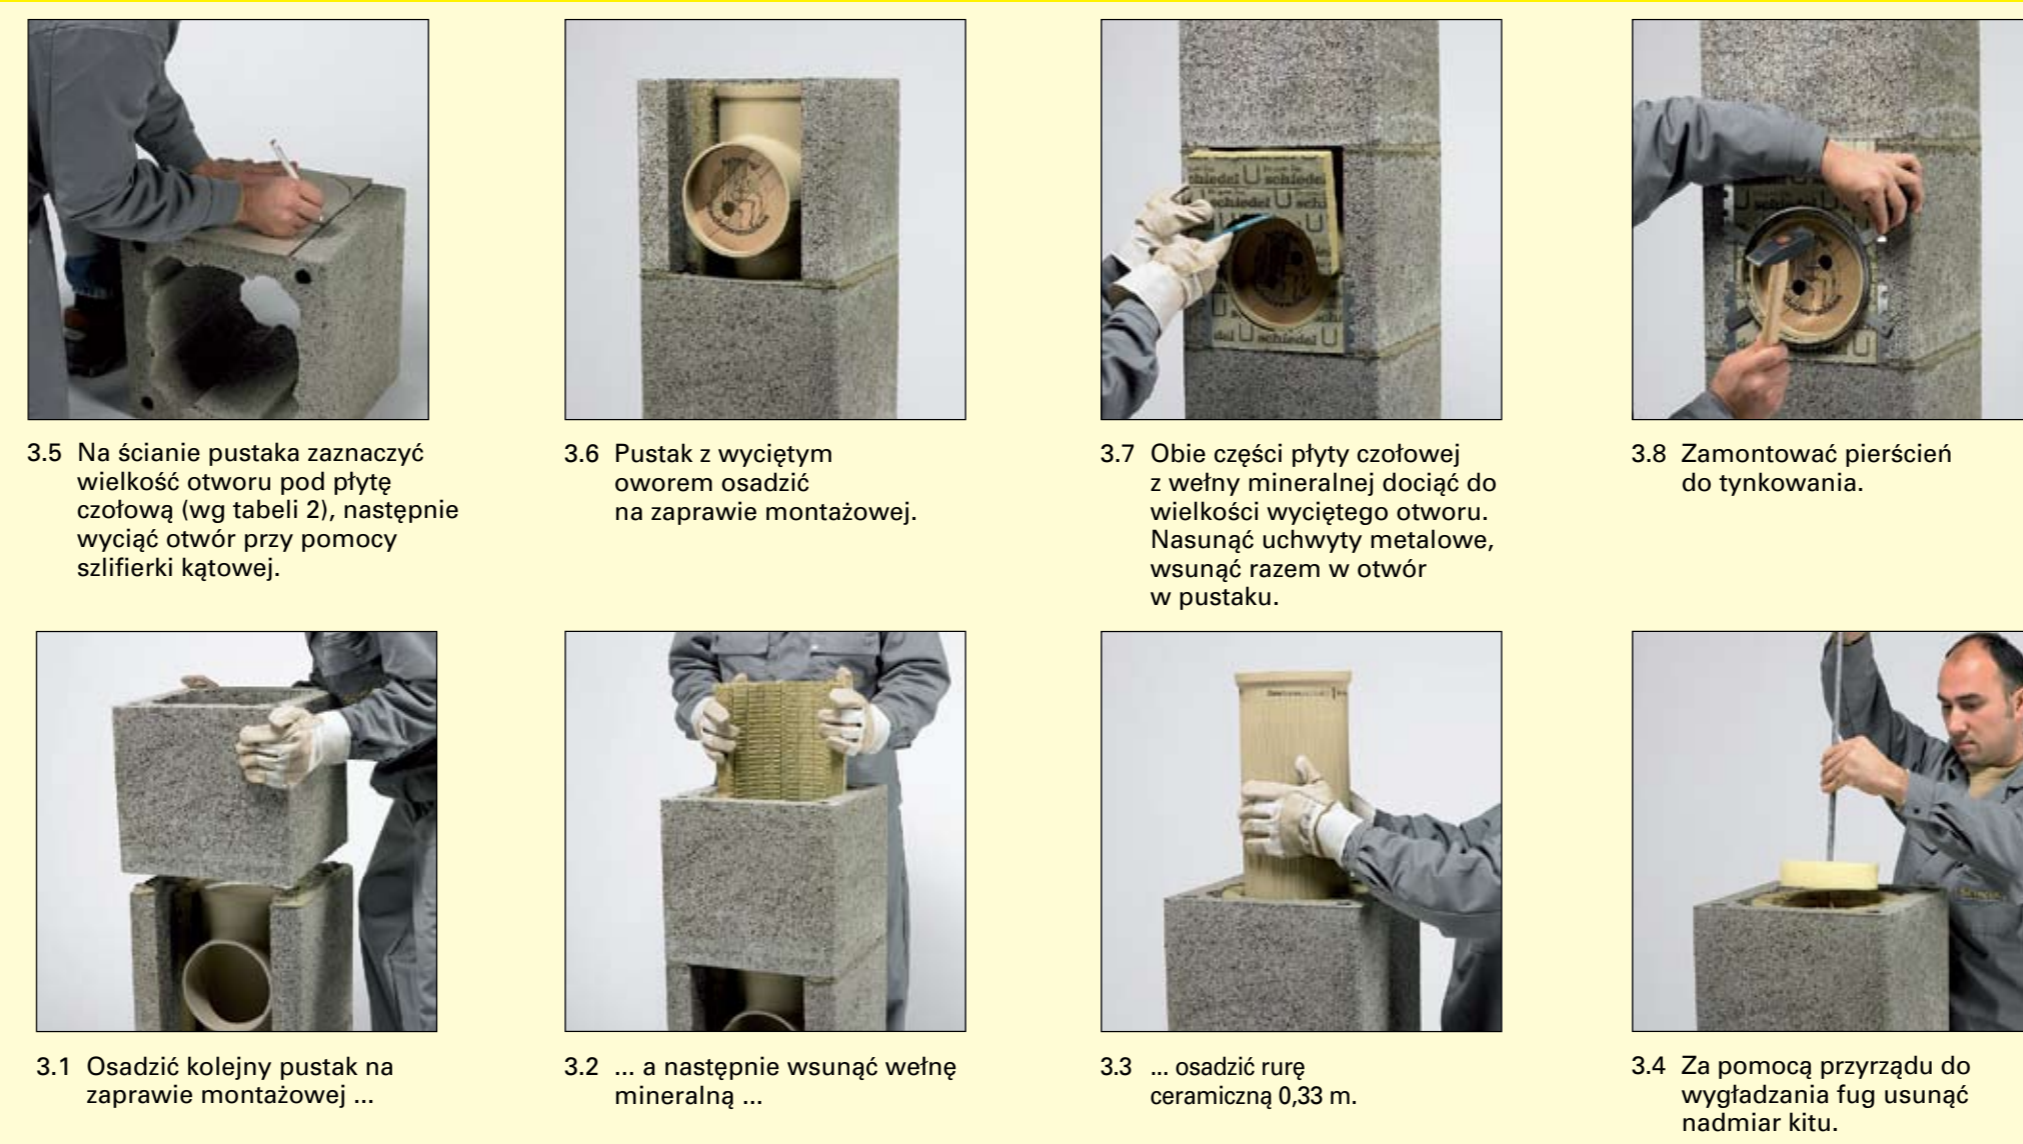 3.5 Na ścianie pustaka zaznaczyć
wielkość otworu pod płytę
czołową (wg tabeli 2), następnie
wyciąć otwór przy pomocy
szlifierki kątowej.
3.6 Pustak z wyciętym
oworem osadzić
na zaprawie montażowej.
schiedel schiedel
schiedel
schiedel
3.7 Obie części płyty czołowej
z wełny mineralnej dociąć do
wielkości wyciętego otworu.
Nasunąć uchwyty metalowe,
wsunąć razem w otwór
w pustaku.
3.8 Zamontować pierścień
do tynkowania.
3.1 Osadzić kolejny pustak na
zaprawie montażowej ...
3.2 ... a następnie wsunąć wełnę
mineralną ...
3.3 ... osadzić rurę
ceramiczną 0,33 m.
3.4 Za pomocą przyrządu do
wygładzania fug usunąć
nadmiar kitu.